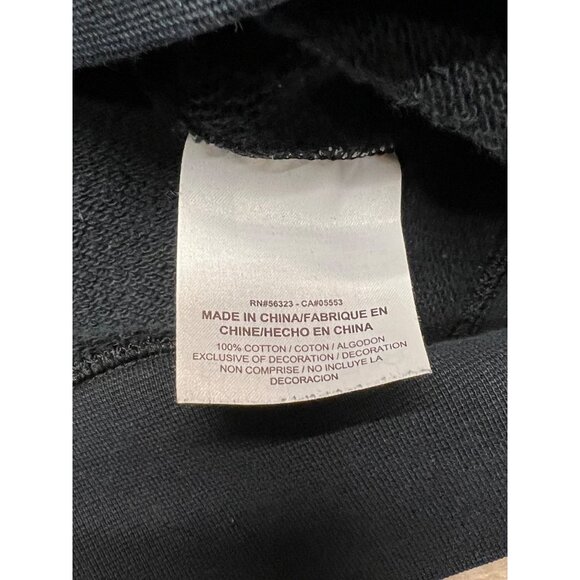 RN#56323 - CA#05553
MADE IN CHINA/FABRIQUE EN
CHINE/HECHO EN CHINA
100% COTTON / COTON / ALGODON
EXCLUSIVE OF DECORATION / DECORATION
NON COMPRISE / NO INCLUYE LA
DECORACION